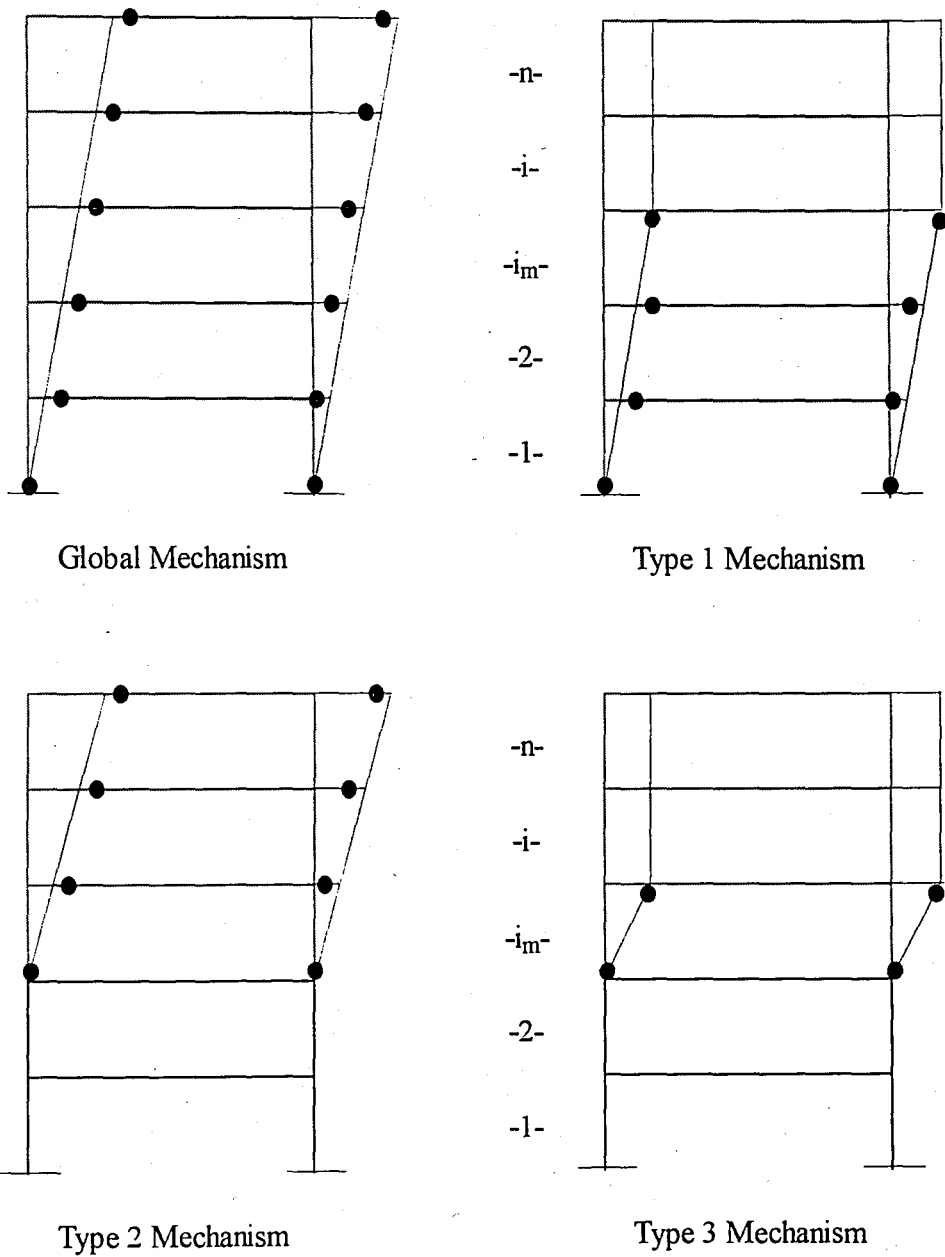 -n-
-i-
-im-
-2-
-1-
Global Mechanism
Type 1 Mechanism
-n-
-i-
-im-
-2-
-1-
Type 2 Mechanism
Type 3 Mechanism